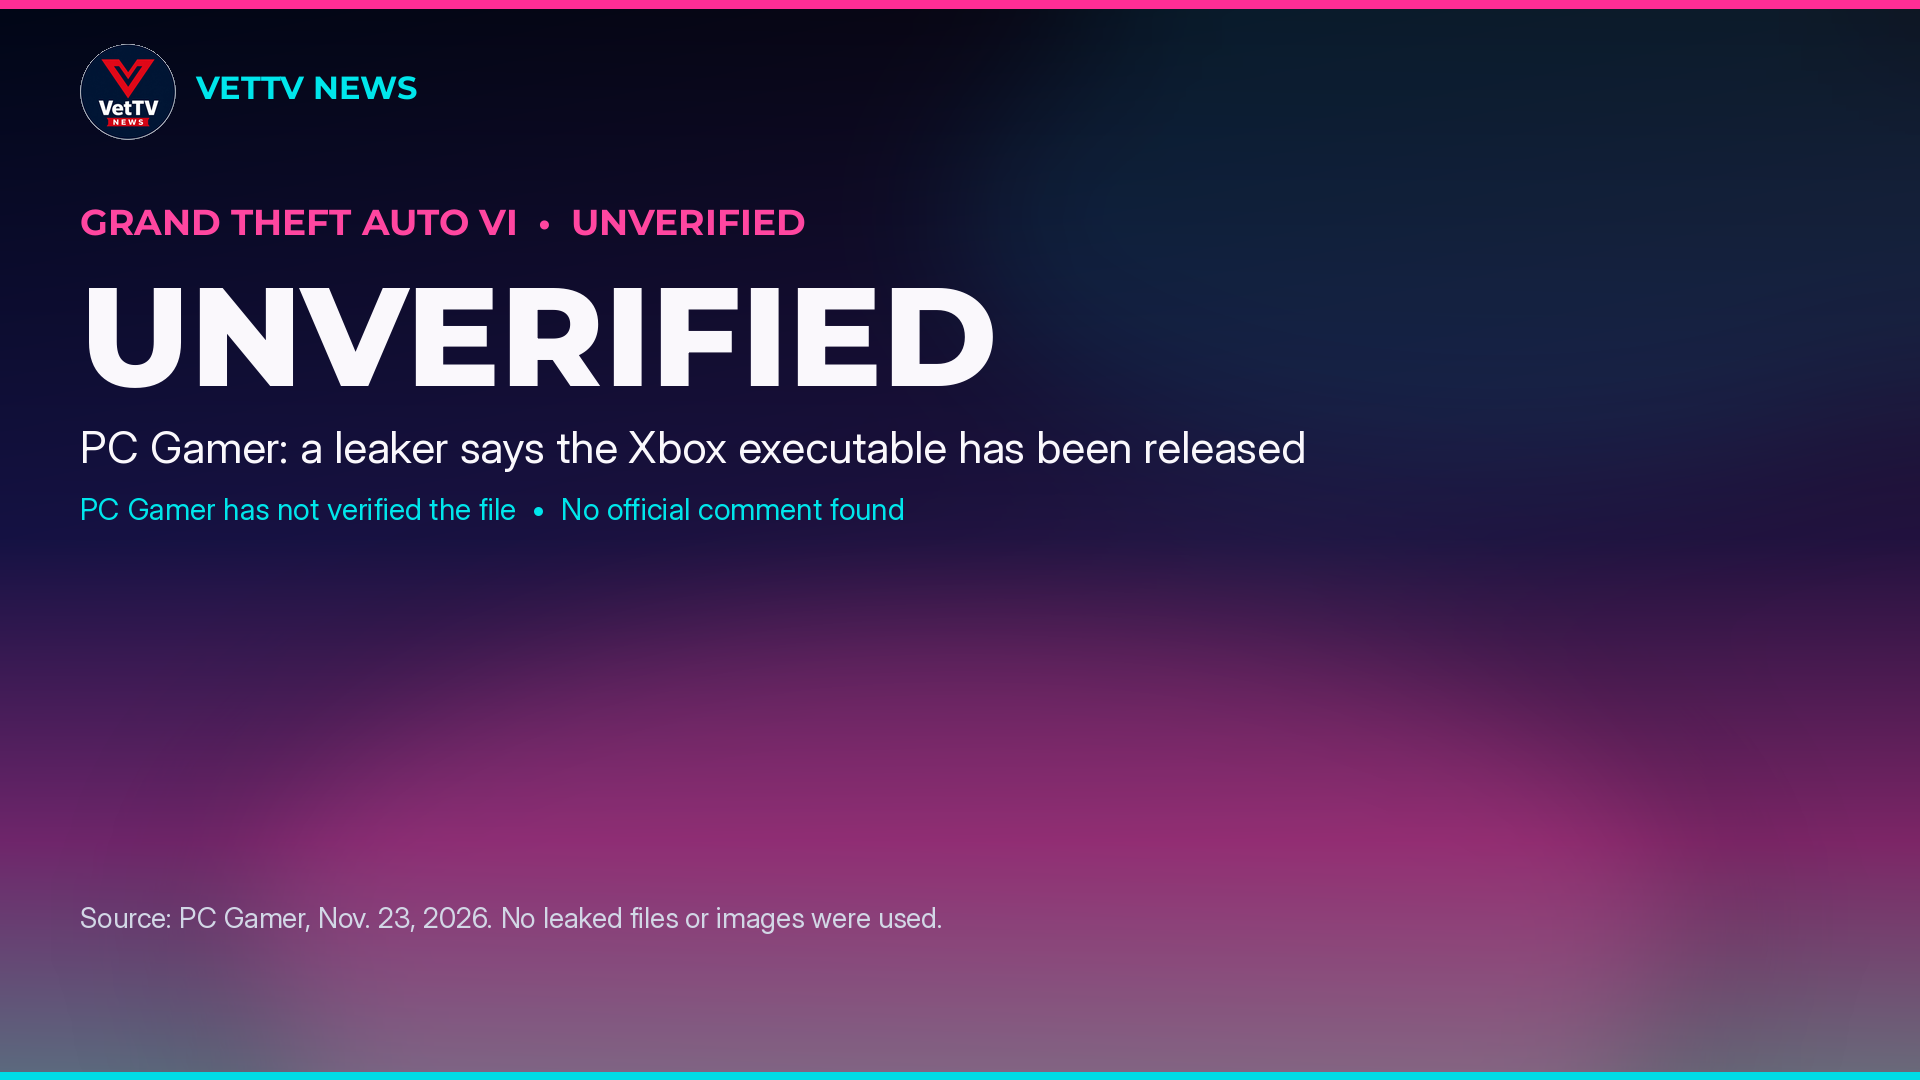 VetTV
NEWS
VETTV NEWS
GRAND THEFT AUTO VI • UNVERIFIED
UNVERIFIED
PC Gamer: a leaker says the Xbox executable has been released
PC Gamer has not verified the file • No official comment found
Source: PC Gamer, Nov. 23, 2026. No leaked files or images were used.